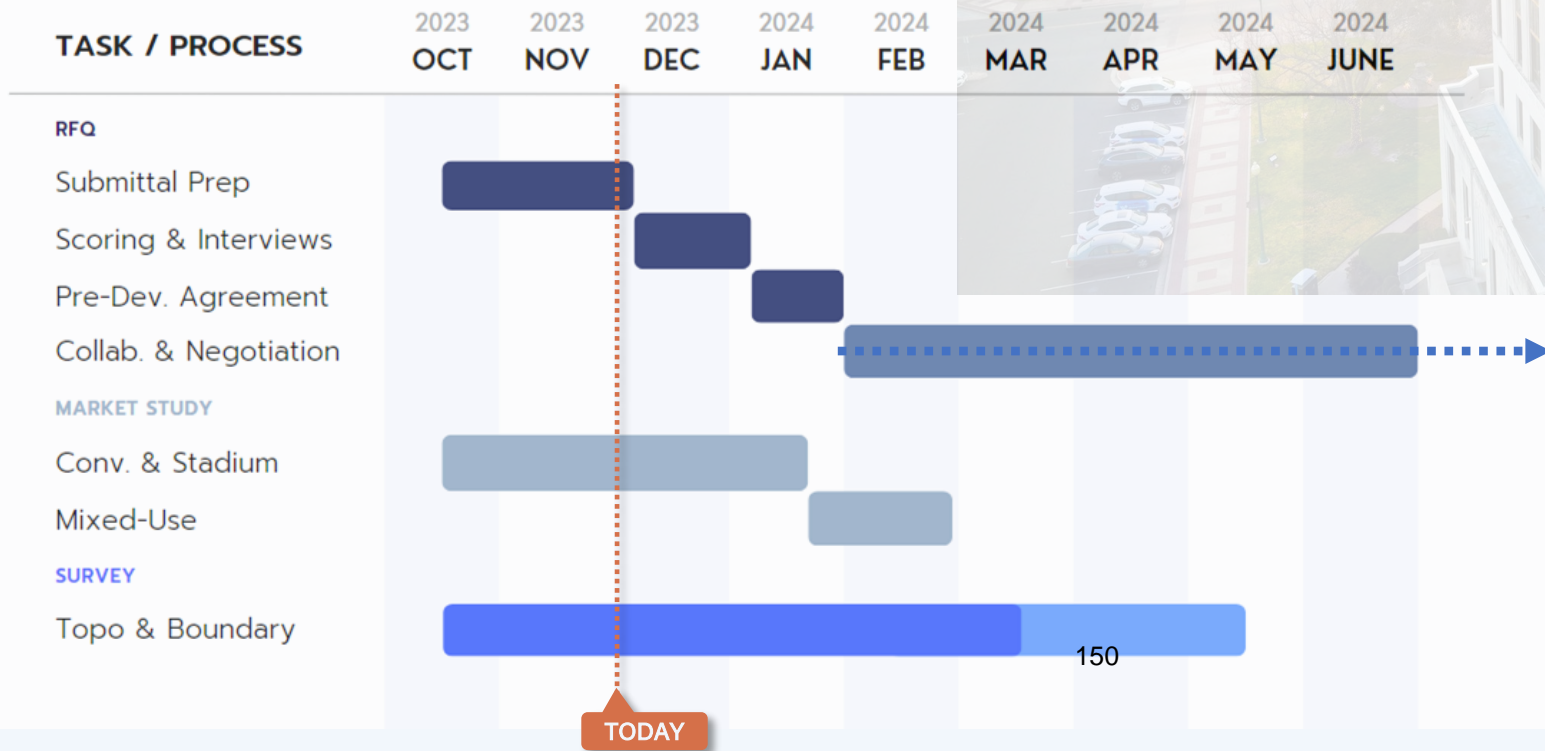 2023 2023 2023 2024 2024 2024 2024 2024 2024
TASK / PROCESS OCT NOV DEC JAN FEB MAR APR MAY JUNE
RFQ
Submittal Prep
Scoring & Interviews
Pre-Dev. Agreement
Collab. & Negotiation
MARKET STUDY
Conv. & Stadium
Mixed-Use
SURVEY
Topo & Boundary
150
TODAY